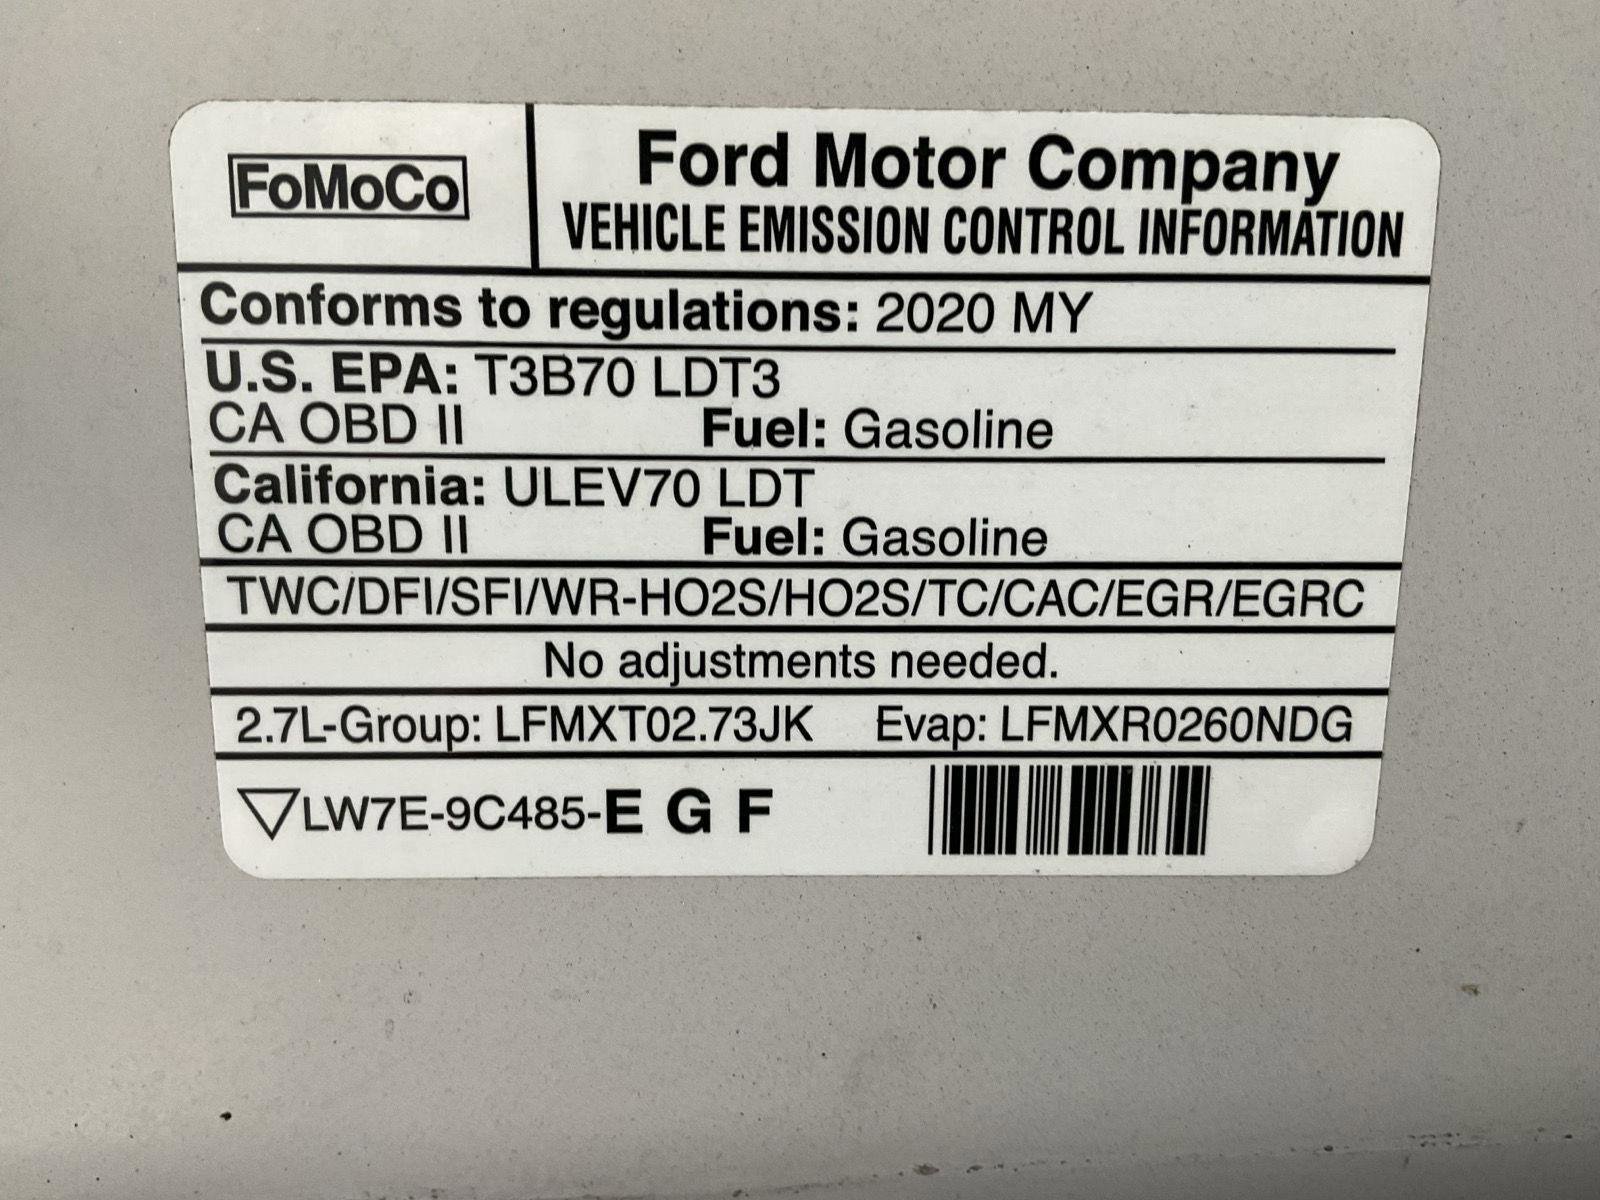 FoMoCo
Ford Motor Company
VEHICLE EMISSION CONTROL INFORMATION
Conforms to regulations: 2020 MY
U.S. EPA: T3B70 LDT3
CA OBD II Fuel: Gasoline
California: ULEV70 LDT
CA OBD II Fuel: Gasoline
TWC/DFI/SFI/WR-HO2S/HO2S/TC/CAC/EGR/EGRC
No adjustments needed.
2.7L-Group: LFMXT02.73JK Evap: LFMXR0260NDG
▽LW7E-9C485-E G F